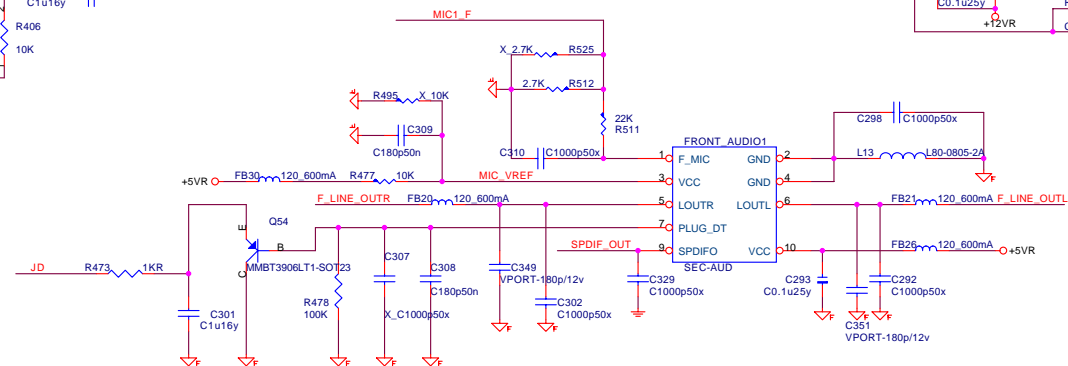 C1u16y
R406
10K
C0.1u25y
+12VR
MIC1_F
X_2.7K R525
2.7K R512
R495 X_10K
C309
C180p50n
22K
R511
C310 C1000p50x
C298 C1000p50x
L13 L80-0805-2A
FRONT_AUDIO1
1 F_MIC GND 2
3 VCC GND 4
5 LOUTR LOUTL 6
7 PLUG_DT
9 SPDIFO VCC 10
SEC-AUD
+5VR FB30 120_600mA R477 10K MIC_VREF
F_LINE_OUTR FB20 120_600mA
FB21 120_600mA F_LINE_OUTL
SPDIF_OUT
FB26 120_600mA +5VR
E
Q54
B
C
MMBT3906LT1-SOT23
JD R473 1KR
C301
C1u16y
R478
100K
C307
X_C1000p50x
C308
C180p50n
C349
VPORT-180p/12v
C302
C1000p50x
C329
C1000p50x
C293
C0.1u25y
C351
VPORT-180p/12v
C292
C1000p50x
F
F
F
F
F
F
F
F
F
F
F
F
F